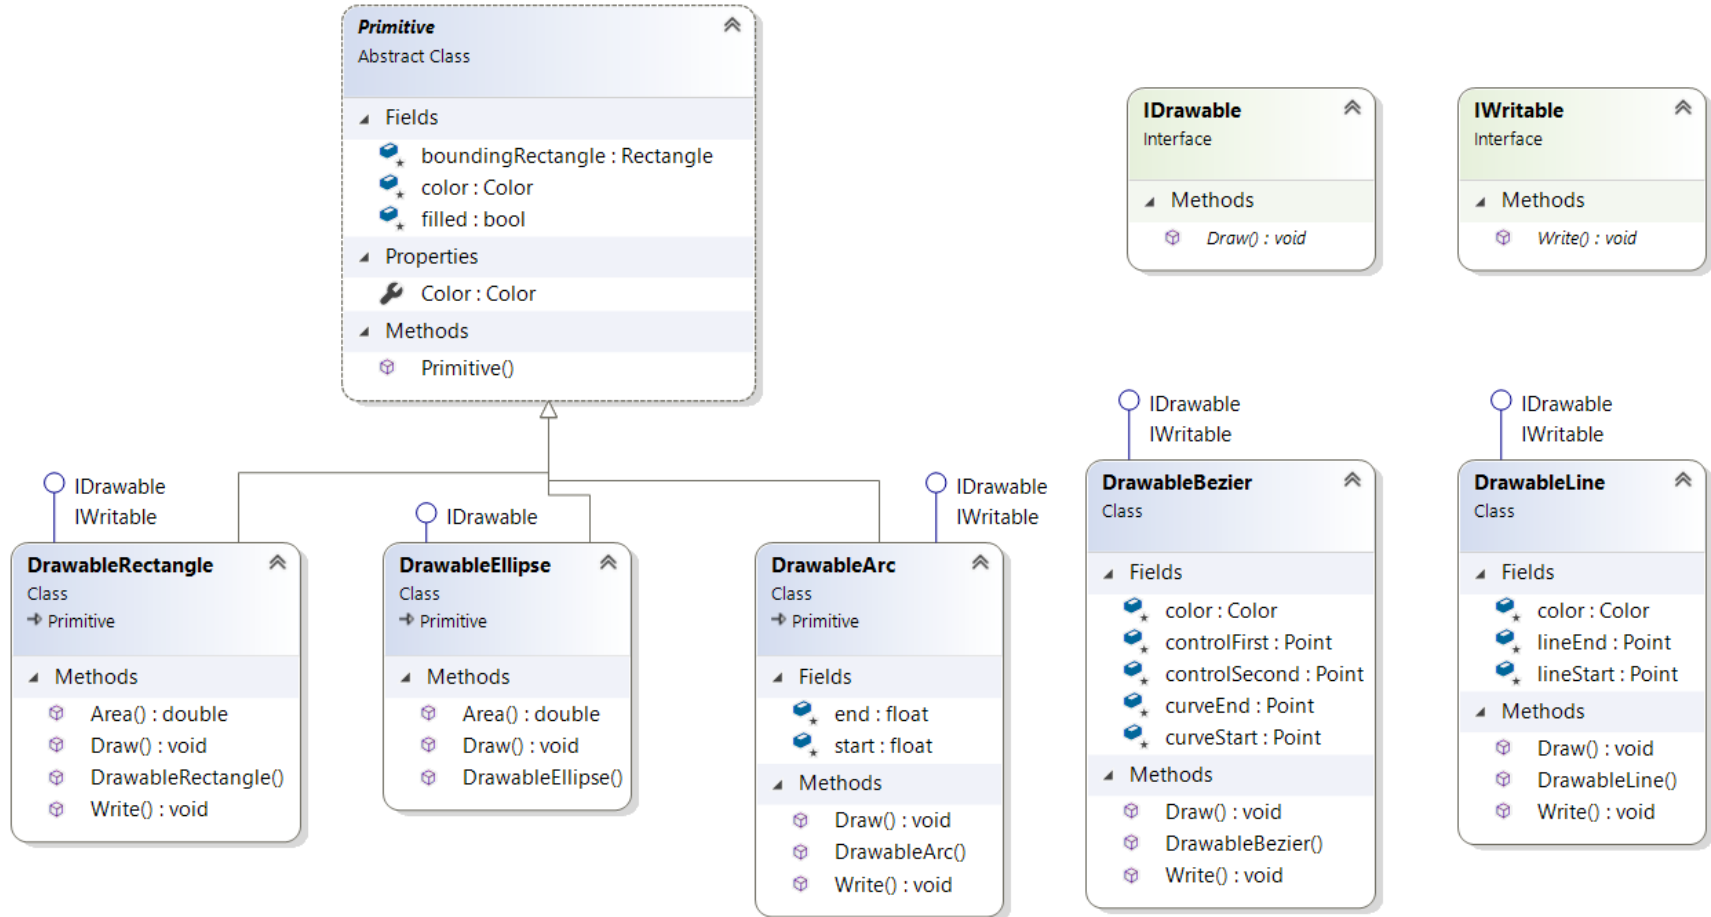 Primitive
Abstract Class
Fields
boundingRectangle : Rectangle
color : Color
filled : bool
Properties
Color : Color
Methods
Primitive()
IDrawable
Interface
Methods
Draw() : void
IWritable
Interface
Methods
Write() : void
IDrawable
IWritable
DrawableRectangle
Class
Primitive
Methods
Area() : double
Draw() : void
DrawableRectangle()
Write() : void
IDrawable
DrawableEllipse
Class
Primitive
Methods
Area() : double
Draw() : void
DrawableEllipse()
IDrawable
IWritable
DrawableArc
Class
Primitive
Fields
end : float
start : float
Methods
Draw() : void
DrawableArc()
Write() : void
IDrawable
IWritable
DrawableBezier
Class
Fields
color : Color
controlFirst : Point
controlSecond : Point
curveEnd : Point
curveStart : Point
Methods
Draw() : void
DrawableBezier()
Write() : void
IDrawable
IWritable
DrawableLine
Class
Fields
color : Color
lineEnd : Point
lineStart : Point
Methods
Draw() : void
DrawableLine()
Write() : void